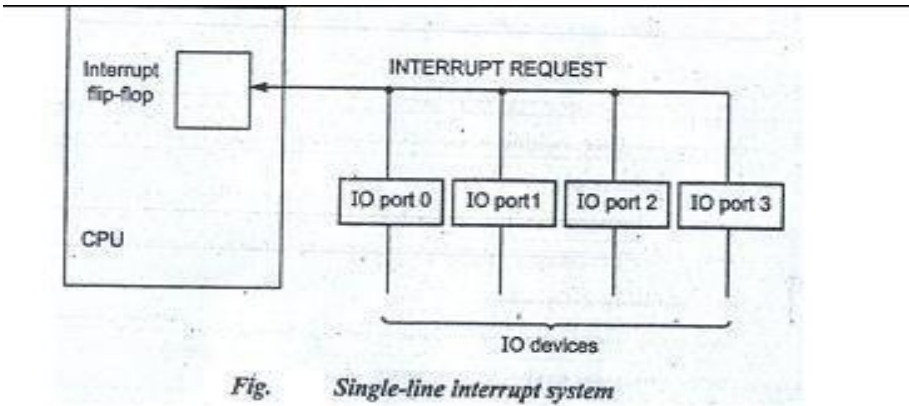 Interrupt
flip-flop
INTERRUPT REQUEST
IO port 0
IO port1
IO port 2
IO port 3
CPU
IO devices
Fig. Single-line interrupt system